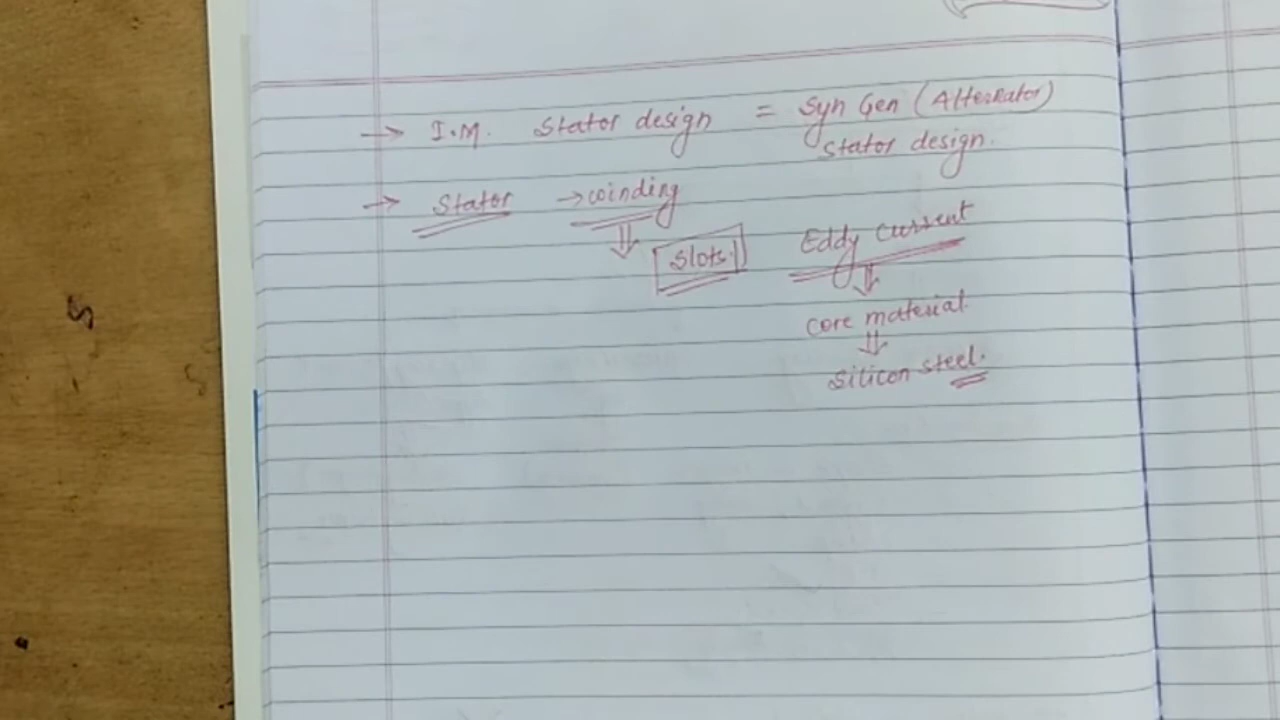 → I.M. Stator design = Syn Gen (Alternator)
Stator design.
→ Stator → winding
⇓ Slots. Eddy current
⇓
core material.
⇓
Silicon steel.